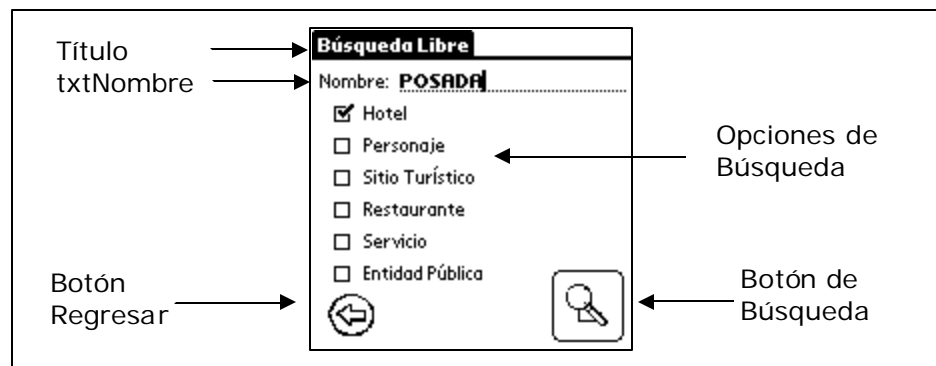 Título
txtNombre
Búsqueda Libre
Nombre: POSADA
Hotel
Personaje
Sitio Turístico
Restaurante
Servicio
Entidad Pública
Opciones de
Búsqueda
Botón
Regresar
Botón de
Búsqueda